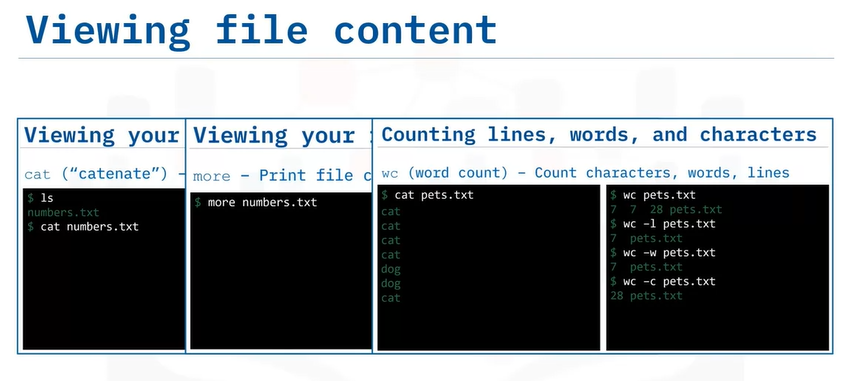 Viewing file content
Viewing your
cat (“catenate”) –
$ ls
numbers.txt
$ cat numbers.txt
Viewing your
more – Print file c
$ more numbers.txt
Counting lines, words, and characters
wc (word count) – Count characters, words, lines
$ cat pets.txt
cat
cat
cat
cat
dog
dog
cat
$ wc pets.txt
7  7  28 pets.txt
$ wc –l pets.txt
7  pets.txt
$ wc –w pets.txt
7  pets.txt
$ wc –c pets.txt
28 pets.txt